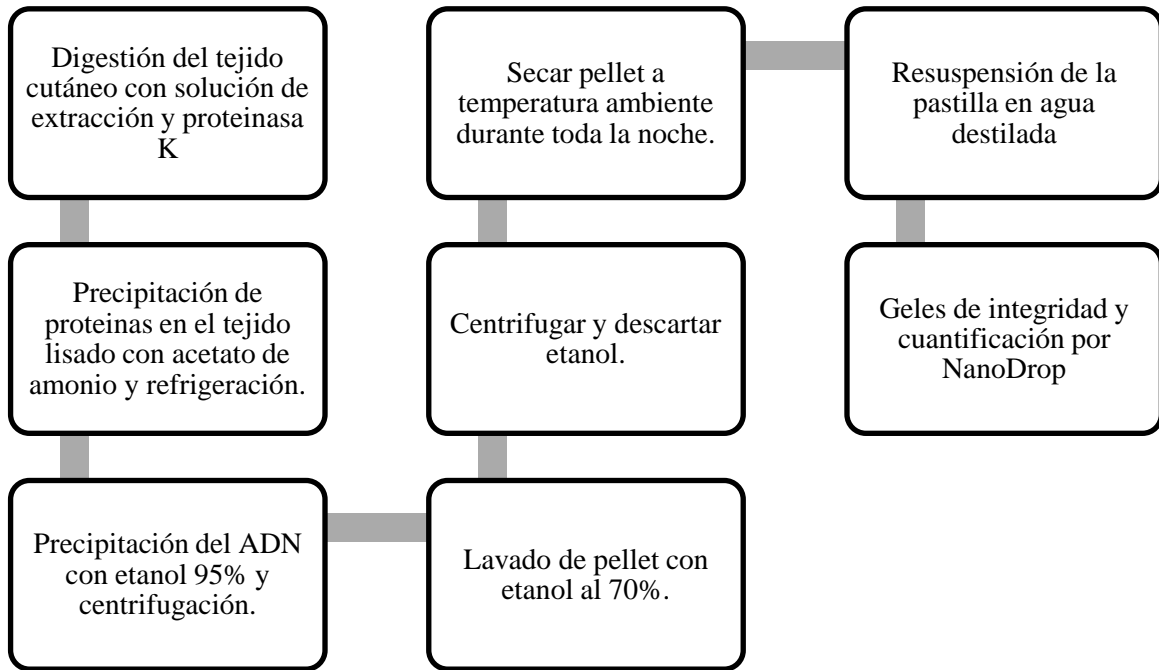 Digestión del tejido
cutáneo con solución de
extracción y proteinasa
K
Precipitación de
proteinas en el tejido
lisado con acetato de
amonio y refrigeración.
Precipitación del ADN
con etanol 95% y
centrifugación.
Lavado de pellet con
etanol al 70%.
Centrifugar y descartar
etanol.
Secar pellet a
temperatura ambiente
durante toda la noche.
Resuspensión de la
pastilla en agua
destilada
Geles de integridad y
cuantificación por
NanoDrop